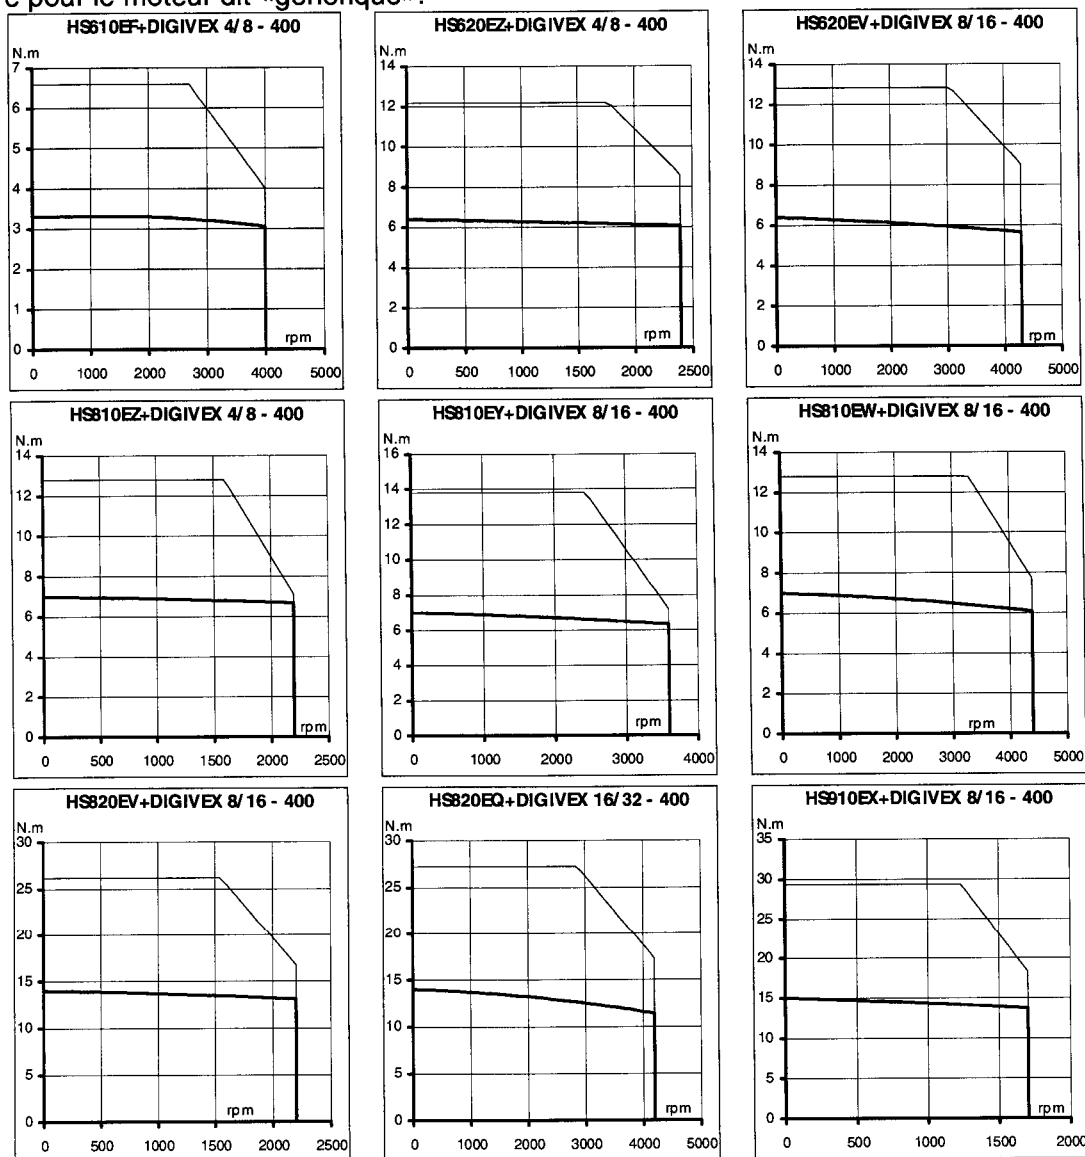 e pour le moteur dit «générique».
HS610EF+DIGIVEX 4/8 - 400
N.m
7
6
5
4
3
2
1
0
rpm
0 1000 2000 3000 4000 5000
HS620EZ+DIGIVEX 4/8 - 400
N.m
14
12
10
8
6
4
2
0
rpm
0 500 1000 1500 2000 2500
HS620EV+DIGIVEX 8/16 - 400
N.m
14
12
10
8
6
4
2
0
rpm
0 1000 2000 3000 4000 5000
HS810EZ+DIGIVEX 4/8 - 400
N.m
14
12
10
8
6
4
2
0
rpm
0 500 1000 1500 2000 2500
HS810EY+DIGIVEX 8/16 - 400
N.m
16
14
12
10
8
6
4
2
0
rpm
0 1000 2000 3000 4000
HS810EW+DIGIVEX 8/16 - 400
N.m
14
12
10
8
6
4
2
0
rpm
0 1000 2000 3000 4000 5000
HS820EV+DIGIVEX 8/16 - 400
N.m
30
25
20
15
10
5
0
rpm
0 500 1000 1500 2000 2500
HS820EQ+DIGIVEX 16/32 - 400
N.m
30
25
20
15
10
5
0
rpm
0 1000 2000 3000 4000 5000
HS910EX+DIGIVEX 8/16 - 400
N.m
35
30
25
20
15
10
5
0
rpm
0 500 1000 1500 2000